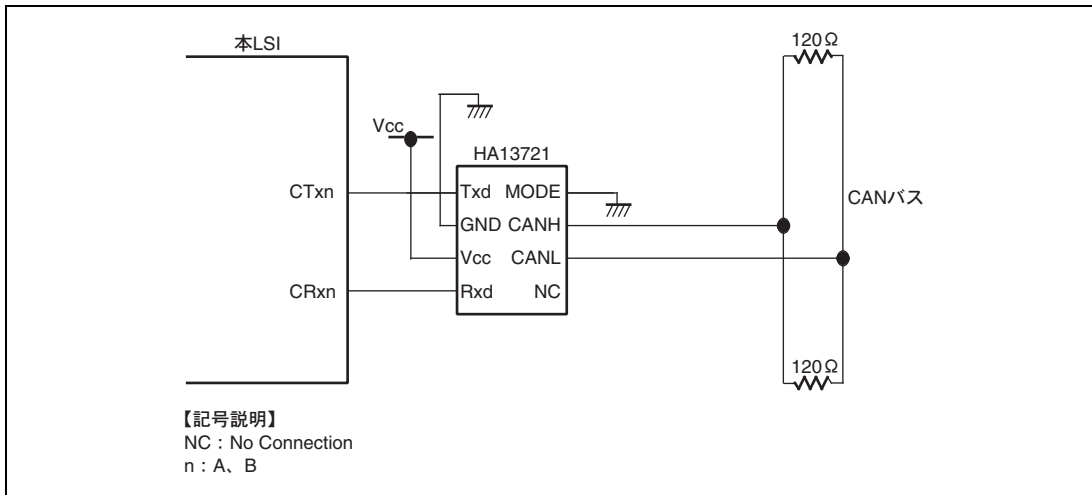 本LSI
120Ω
Vcc
HA13721
CTxn
Txd MODE
GND CANH
CANバス
Vcc CANL
CRxn
Rxd NC
120Ω
【記号説明】
NC：No Connection
n：A、B